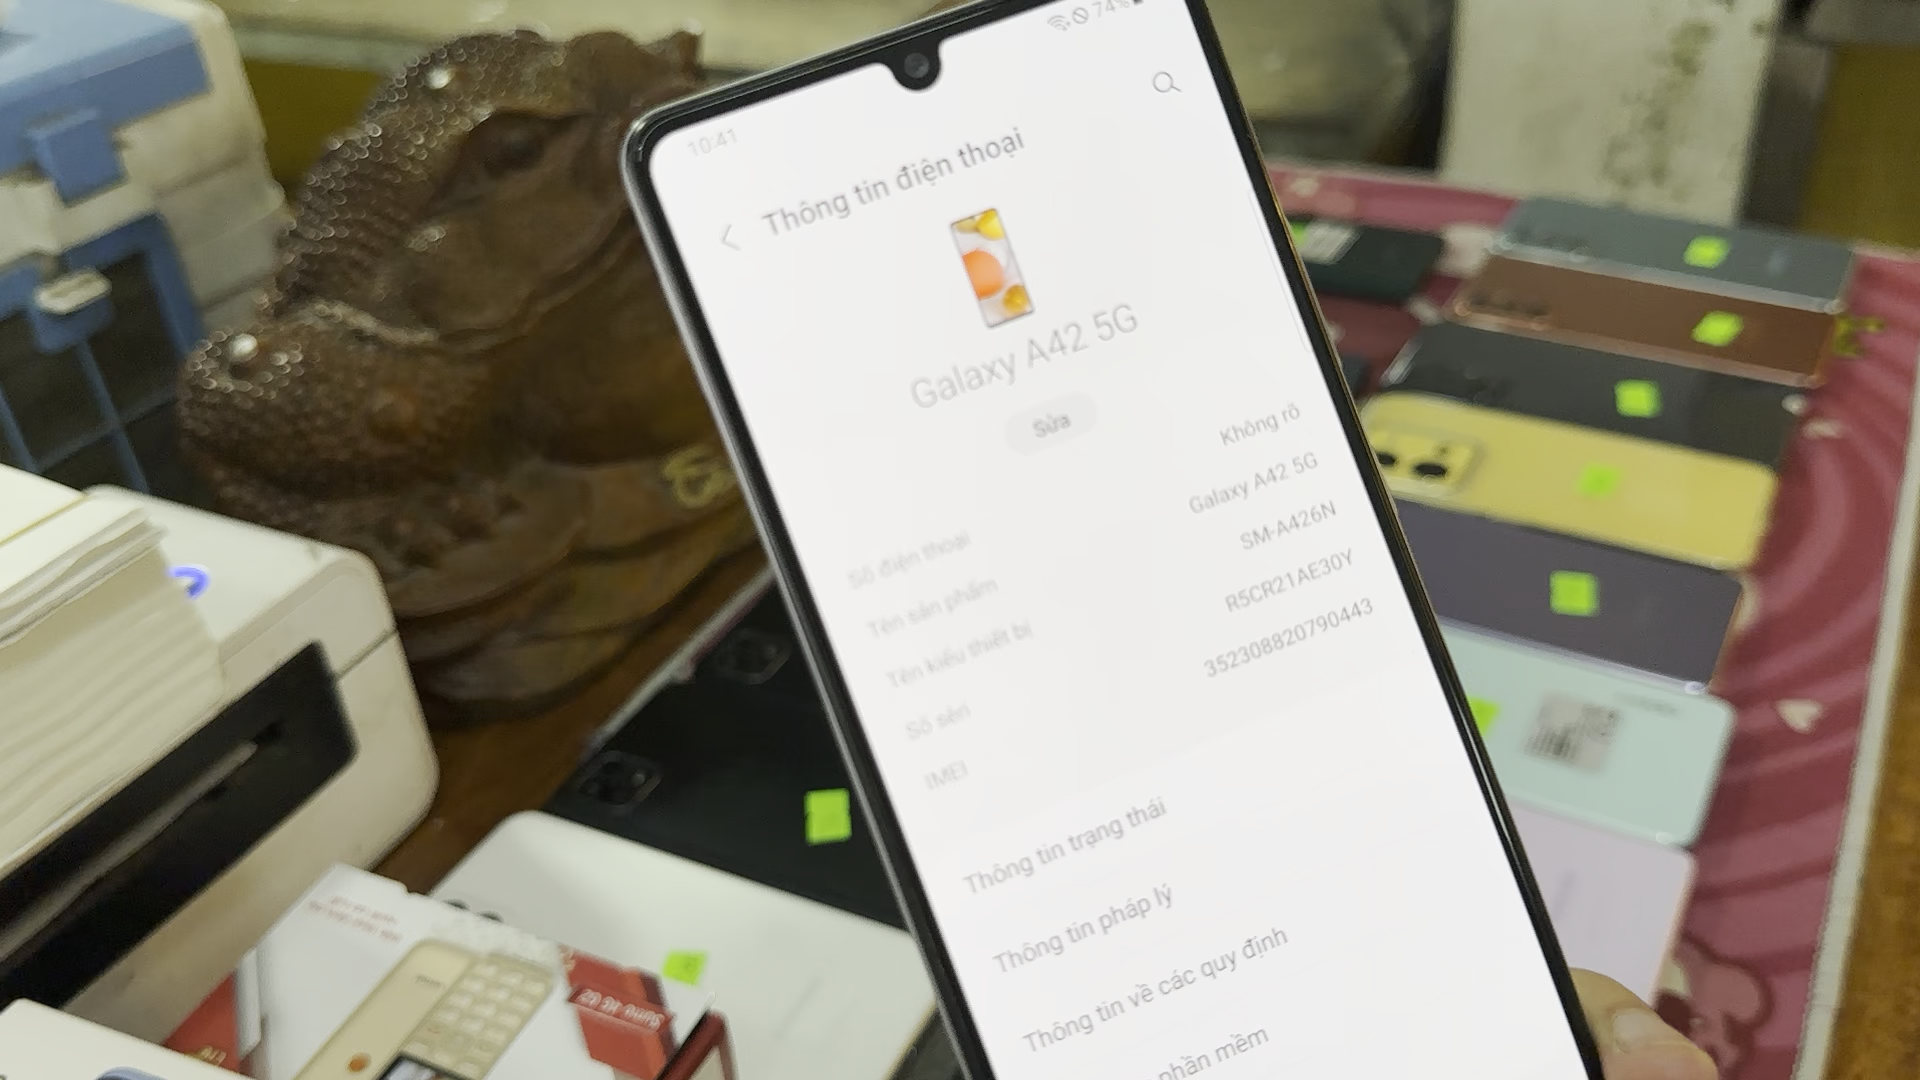 10:41
74%
Thông tin điện thoại
Galaxy A42 5G
Sửa
Số điện thoại
Không rõ
Tên sản phẩm
Galaxy A42 5G
Tên kiểu thiết bị
SM-A426N
Số sêri
R5CR21AE30Y
IMEI
352308820790443
Thông tin trạng thái
Thông tin pháp lý
Thông tin về các quy định
phần mềm